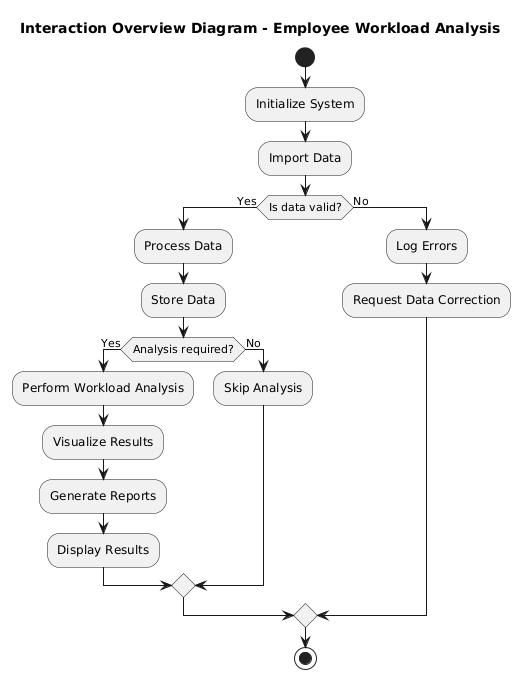 Interaction Overview Diagram - Employee Workload Analysis
Initialize System
Import Data
Yes
Is data valid?
No
Process Data
Log Errors
Store Data
Request Data Correction
Yes
Analysis required?
No
Perform Workload Analysis
Skip Analysis
Visualize Results
Generate Reports
Display Results